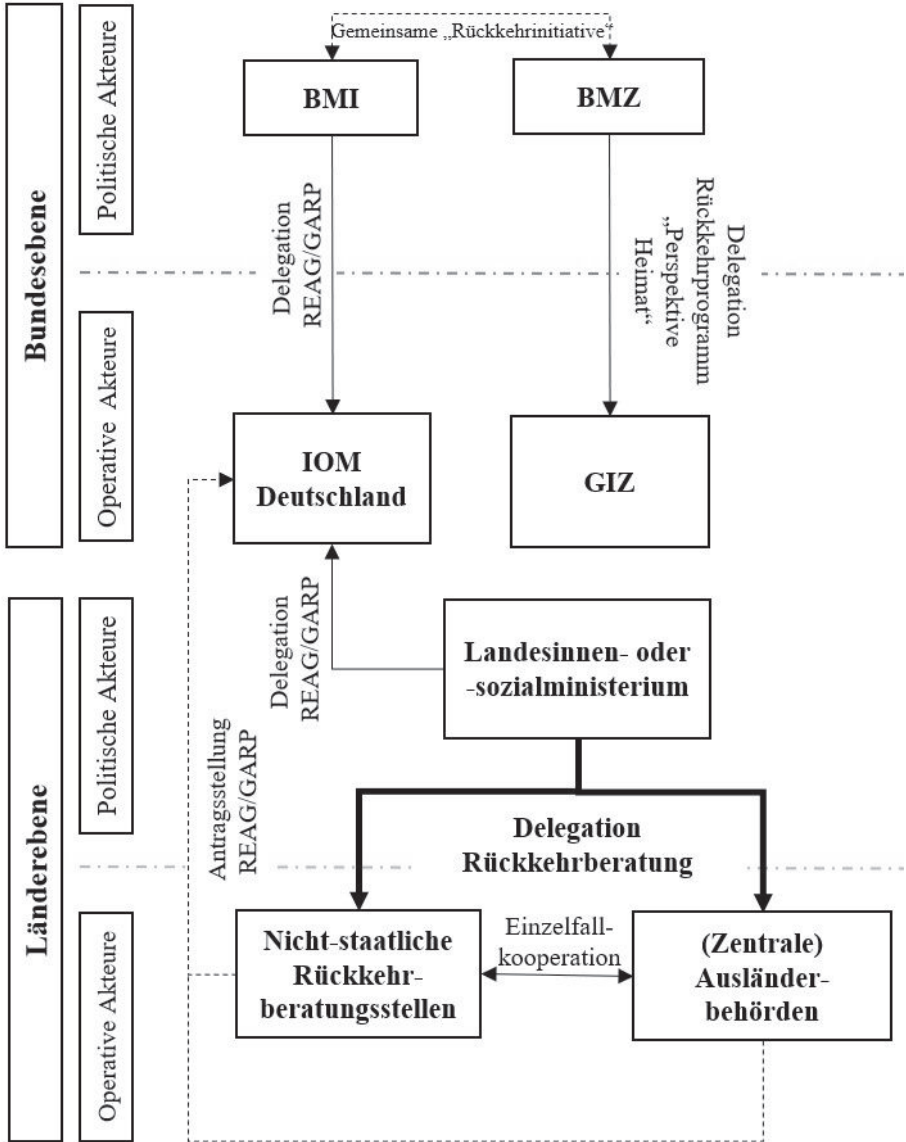 Gemeinsame „Rückkehrinitiative“
BMI
BMZ
Bundesebene
Politische Akteure
Delegation
REAG/GARP
Delegation
Rückkehrprogramm
„Perspektive
Heimat“
Operative Akteure
IOM
Deutschland
GIZ
Länderebene
Politische Akteure
Delegation
REAG/GARP
Landesinnen- oder
-sozialministerium
Antragsstellung
REAG/GARP
Delegation
Rückkehrberatung
Operative Akteure
Nicht-staatliche
Rückkehr-
beratungsstellen
Einzelfall-
kooperation
(Zentrale)
Ausländer-
behörden